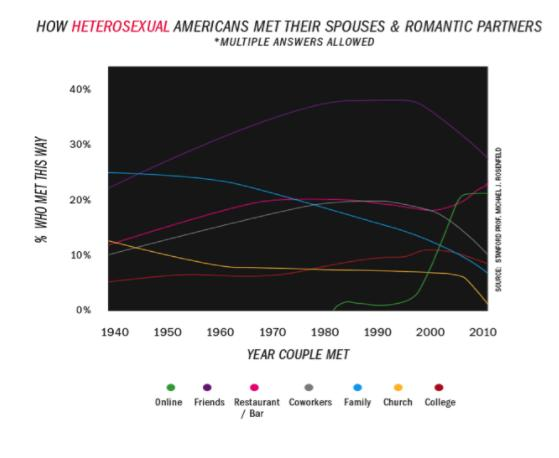 HOW HETEROSEXUAL AMERICANS MET THEIR SPOUSES & ROMANTIC PARTNERS
*MULTIPLE ANSWERS ALLOWED
40%
30%
20%
10%
0%
% WHO MET THIS WAY
SOURCE: STANFORD PROF. MICHAEL J. ROSENFELD
1940 1950 1960 1970 1980 1990 2000 2010
YEAR COUPLE MET
Online Friends Restaurant / Bar Coworkers Family Church College